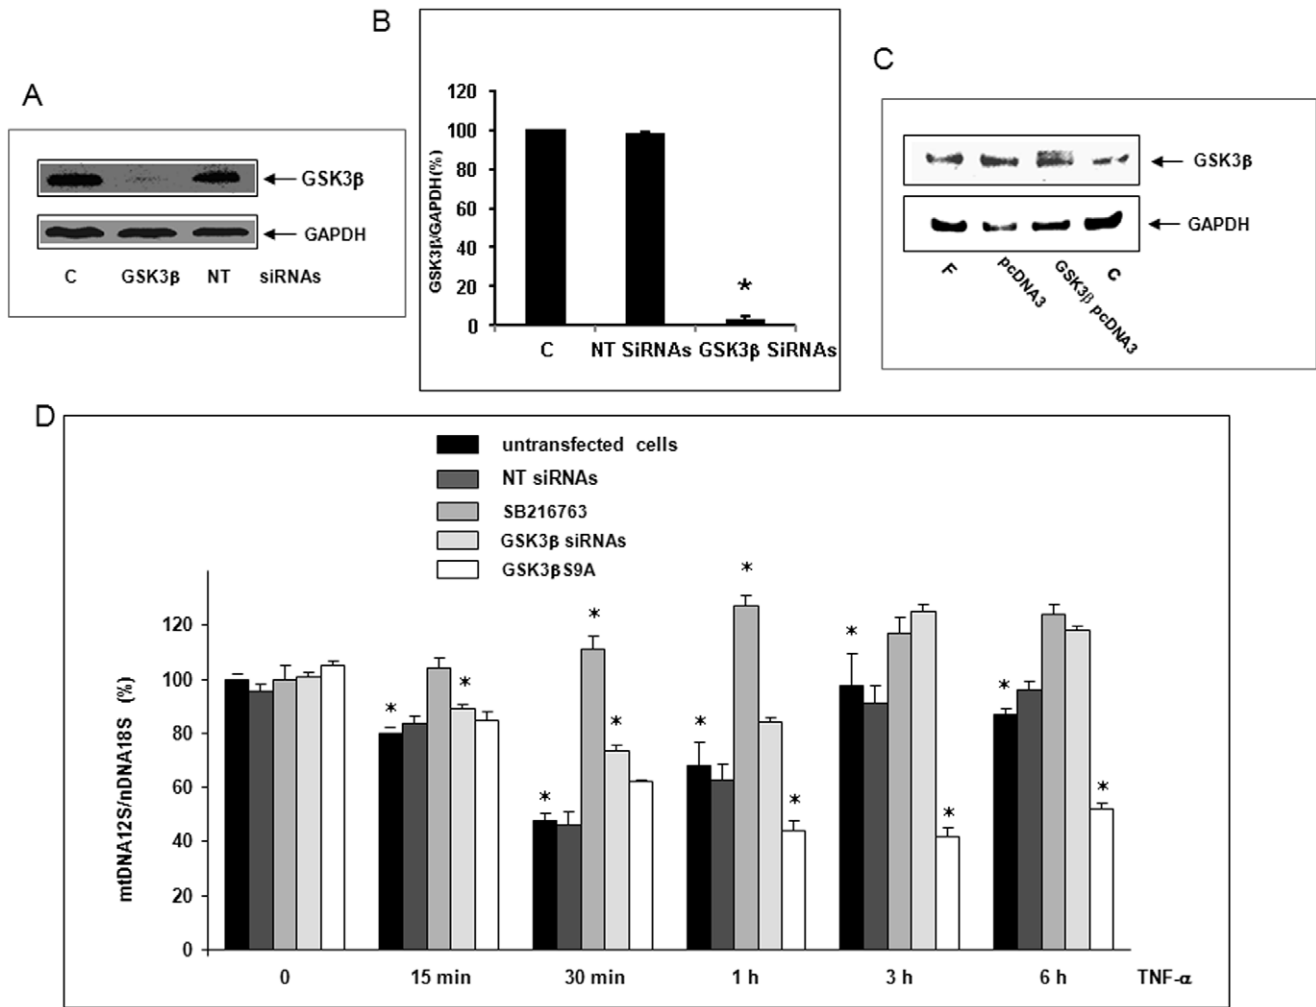 A
GSK3β
GAPDH
C GSK3β NT siRNAs
B
GSK3β/GAPDH(%)
120
100
80
60
40
20
0
*
C NT SiRNAs GSK3β SiRNAs
C
GSK3β
GAPDH
F pcDNA3 GSK3β pcDNA3 C
D
untransfected cells
NT siRNAs
SB216763
GSK3β siRNAs
GSK3βS9A
mtDNA12S/nDNA18S (%)
120
100
80
60
40
20
0
* * * * * * * * * * * *
0 15 min 30 min 1 h 3 h 6 h TNF-α